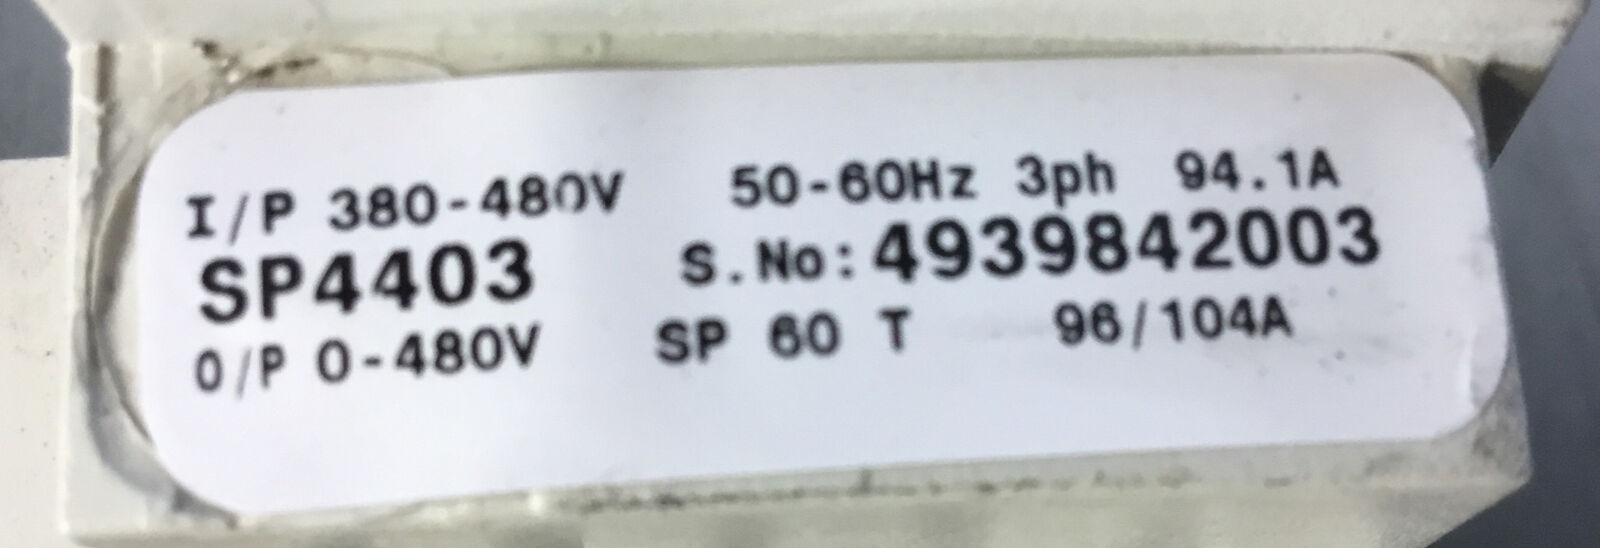 I/P 380-480V 50-60Hz 3ph 94.1A
SP4403 S.No:4939842003
O/P 0-480V SP 60 T 96/104A